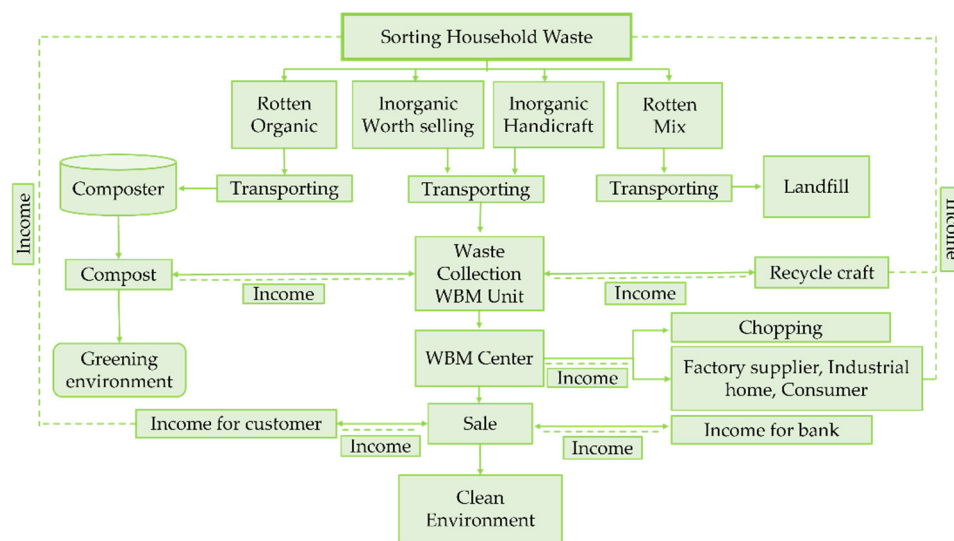 Sorting Household Waste
Rotten
Organic
Inorganic
Worth selling
Inorganic
Handicraft
Rotten
Mix
Composter
Transporting
Transporting
Transporting
Landfill
Income
Income
Compost
Income
Waste
Collection
WBM Unit
Income
Recycle craft
Greening
environment
WBM Center
Income
Chopping
Factory supplier, Industrial
home, Consumer
Income for customer
Income
Sale
Income
Income for bank
Clean
Environment